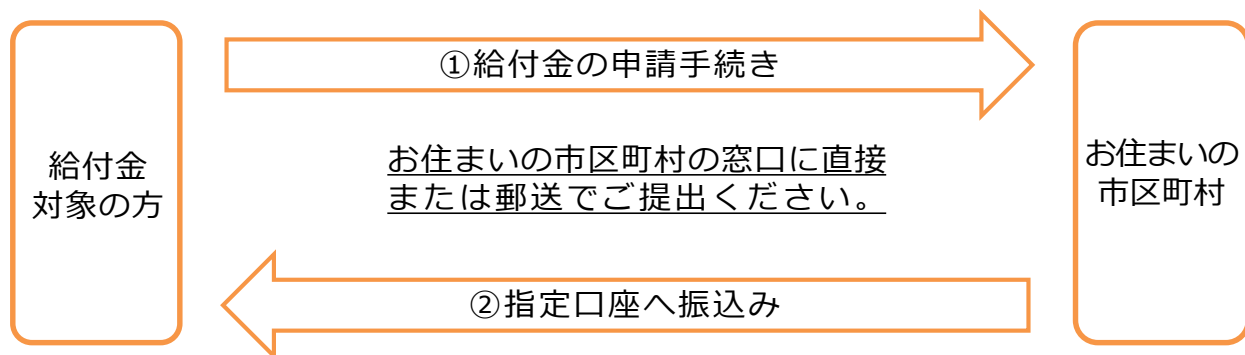 給付金
対象の方
①給付金の申請手続き
お住まいの市区町村の窓口に直接
または郵送でご提出ください。
②指定口座へ振込み
お住まいの
市区町村